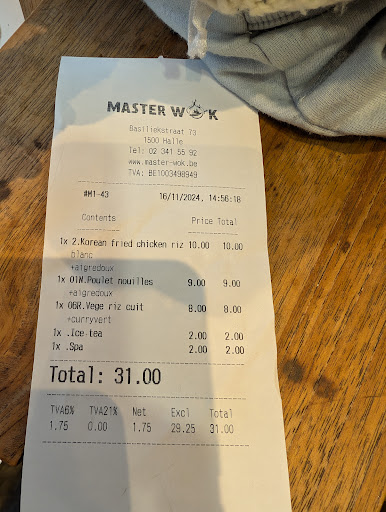 MASTER WOK
Basiliekstraat 73
1500 Halle
Tel: 02 341 55 92
www.master-wok.be
TVA: BE1003498949
#M1-43 16/11/2024, 14:56:18
Contents Price Total
1x 2.Korean fried chicken riz 10.00 10.00
blanc
+aigredoux
1x 01N.Poulet nouilles 9.00 9.00
+aigredoux
1x 06R.Vege riz cuit 8.00 8.00
+curryvert
1x .Ice-tea 2.00 2.00
1x .Spa 2.00 2.00
Total: 31.00
TVA6% TVA21% Net Excl Total
1.75 0.00 1.75 29.25 31.00